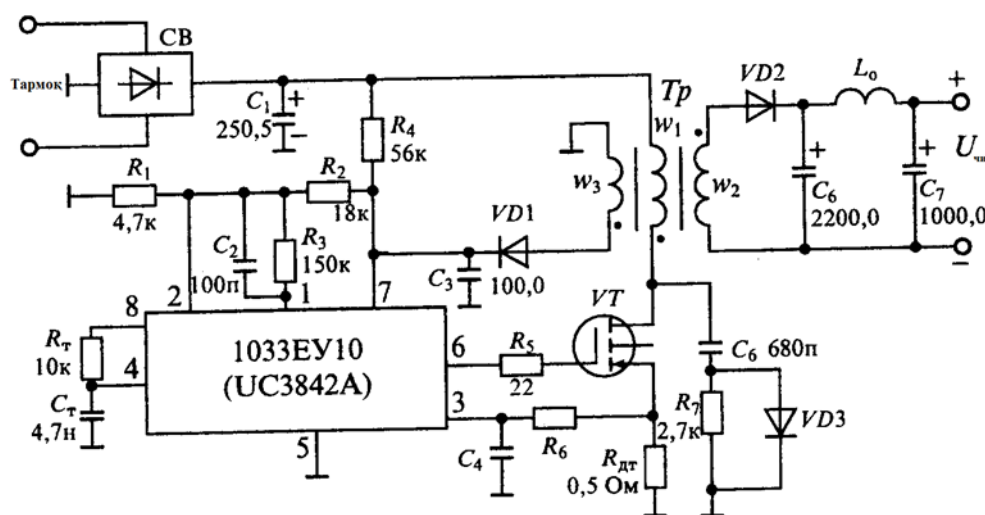 СВ
Тармок
C₁
+
250,5
−
R₄
56к
Tp
w₁
w₃
w₂
VD2
Lₒ
+
+
C₆
2200,0
+
C₇
1000,0
U
−
R₁
4,7к
R₂
18к
C₂
100п
R₃
150к
VD1
C₃
100,0
2
1
7
8
Rт
10к
4
Cт
4,7н
1033ЕУ10
(UC3842A)
6
3
5
R₅
22
VT
C₄
R₆
Rдт
0,5 Ом
C₆ 680п
R₇
2,7к
VD3